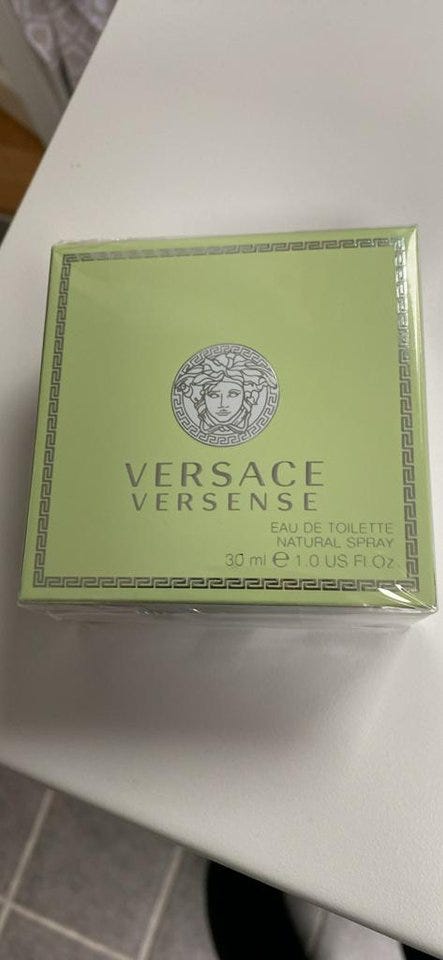 VERSACE
VERSENSE
EAU DE TOILETTE
NATURAL SPRAY
30 ml ℮ 1.0 US Fl Oz